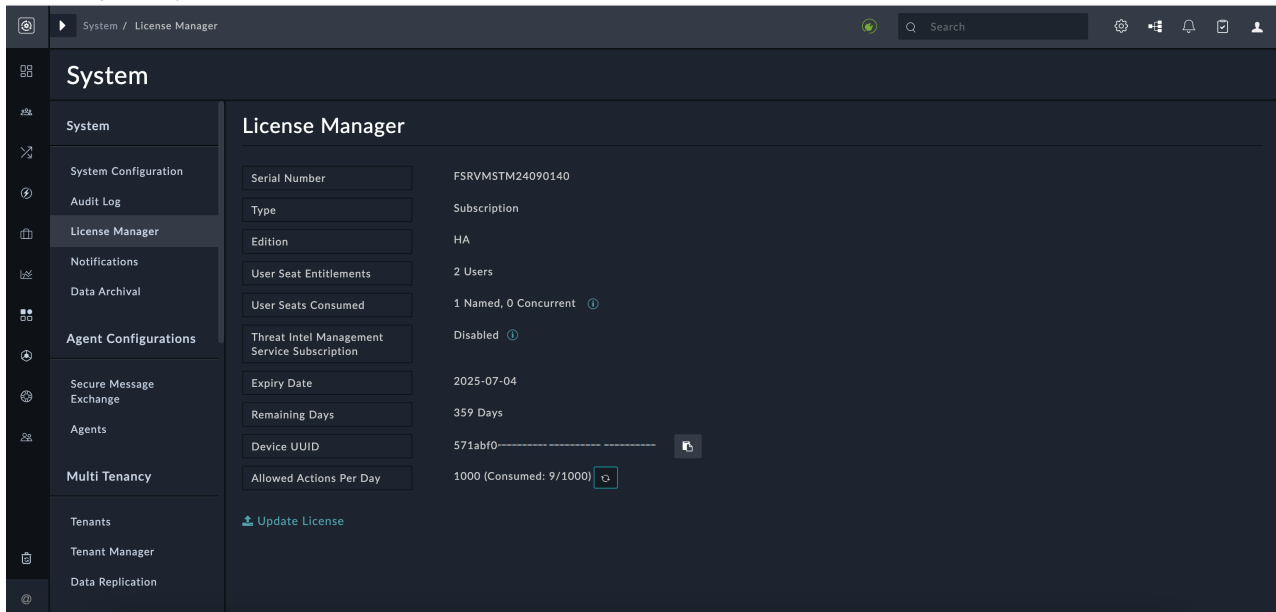 System / License Manager
Search
System
System
System Configuration
Audit Log
License Manager
Notifications
Data Archival
Agent Configurations
Secure Message
Exchange
Agents
Multi Tenancy
Tenants
Tenant Manager
Data Replication
License Manager
Serial Number FSRVMSTM24090140
Type Subscription
Edition HA
User Seat Entitlements 2 Users
User Seats Consumed 1 Named, 0 Concurrent
Threat Intel Management
Service Subscription Disabled
Expiry Date 2025-07-04
Remaining Days 359 Days
Device UUID 571abf0
Allowed Actions Per Day 1000 (Consumed: 9/1000)
Update License
@